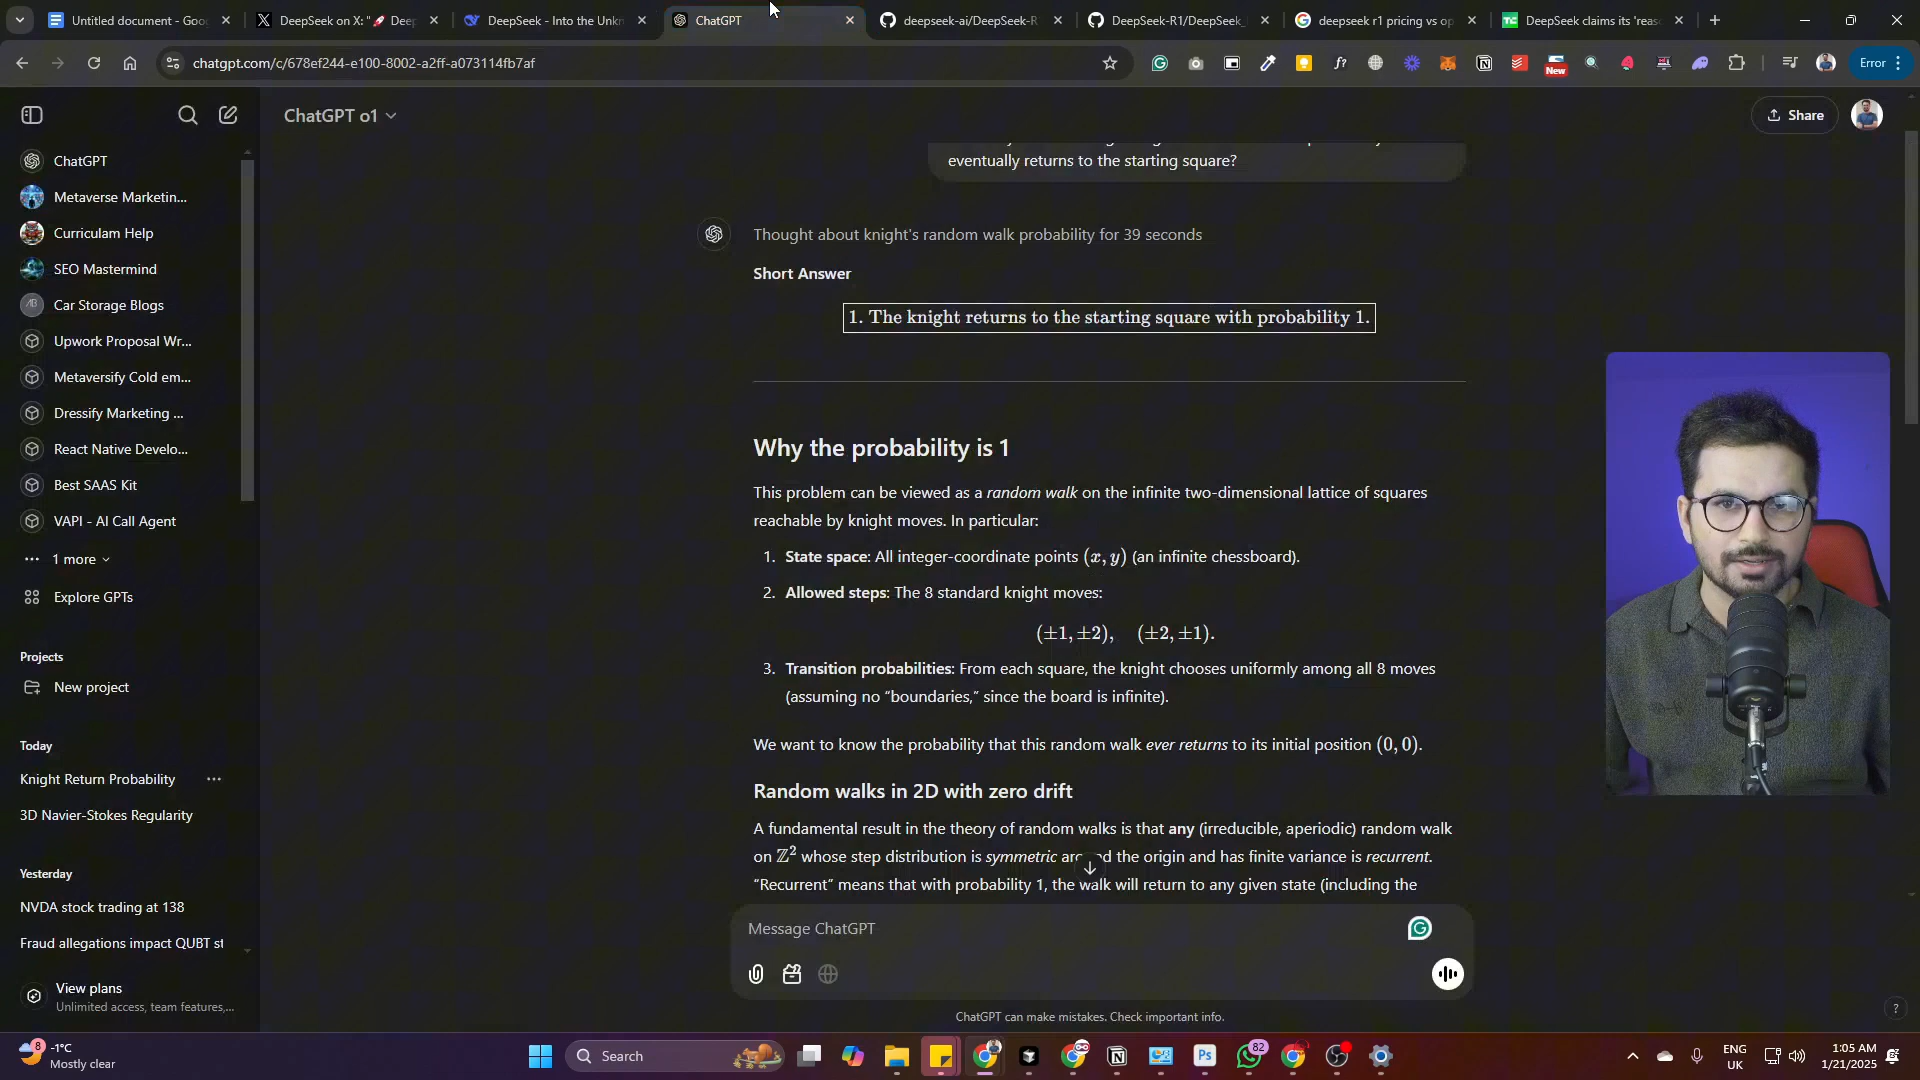 Untitled document - Goo
DeepSeek on X: "🚀 Deep
DeepSeek - Into the Unkn
ChatGPT
deepseek-ai/DeepSeek-R
DeepSeek-R1/DeepSeek_
deepseek r1 pricing vs op
DeepSeek claims its 'reas
chatgpt.com/c/678ef244-e100-8002-a2ff-a073114fb7af
New
Error
ChatGPT o1
Share
ChatGPT
Metaverse Marketin...
Curriculam Help
SEO Mastermind
Car Storage Blogs
Upwork Proposal Wr...
Metaversify Cold em...
Dressify Marketing ...
React Native Develo...
Best SAAS Kit
VAPI - AI Call Agent
1 more
Explore GPTs
Projects
New project
Today
Knight Return Probability
3D Navier-Stokes Regularity
Yesterday
NVDA stock trading at 138
Fraud allegations impact QUBT st
View plans
Unlimited access, team features,...
eventually returns to the starting square?
Thought about knight's random walk probability for 39 seconds
Short Answer
1. The knight returns to the starting square with probability 1.
Why the probability is 1
This problem can be viewed as a random walk on the infinite two-dimensional lattice of squares
reachable by knight moves. In particular:
1. State space: All integer-coordinate points (x, y) (an infinite chessboard).
2. Allowed steps: The 8 standard knight moves:
(±1, ±2), (±2, ±1).
3. Transition probabilities: From each square, the knight chooses uniformly among all 8 moves
(assuming no “boundaries,” since the board is infinite).
We want to know the probability that this random walk ever returns to its initial position (0, 0).
Random walks in 2D with zero drift
A fundamental result in the theory of random walks is that any (irreducible, aperiodic) random walk
on ℤ² whose step distribution is symmetric around the origin and has finite variance is recurrent.
“Recurrent” means that with probability 1, the walk will return to any given state (including the
Message ChatGPT
ChatGPT can make mistakes. Check important info.
?
8
-1°C
Mostly clear
Search
Ps
82
ENG
UK
1:05 AM
1/21/2025